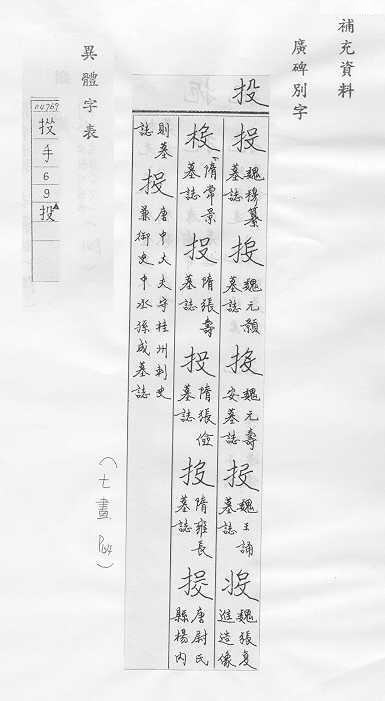 補充資料
廣碑別字
投
投 魏穆纂墓誌
投 魏元顥墓誌
投 魏元壽安墓誌
投 魏王誦墓誌
投 魏張夏進造像
投 隋常景墓誌
投 隋張壽墓誌
投 隋張儉墓誌
投 隋雍長墓誌
投 唐尉氏縣楊內
則墓誌
投 唐中大夫守桂州刺史兼御史中丞孫成墓誌
(七畫 P64)
異體字表
04769
投
手
6
9
投